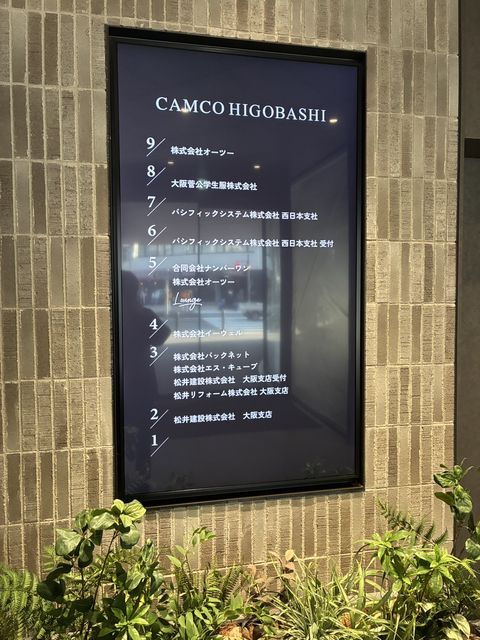 CAMCO HIGOBASHI
9/ 株式会社オーツー
8/ 大阪菅公学生服株式会社
7/ パシフィックシステム株式会社 西日本支社
6/ パシフィックシステム株式会社 西日本支社 受付
5/ 合同会社ナンバーワン
株式会社オーツー
Lounge
4/ 株式会社イーウェル
3/ 株式会社パックネット
株式会社エス・キューブ
松井建設株式会社 大阪支店受付
松井リフォーム株式会社 大阪支店
2/ 松井建設株式会社 大阪支店
1/